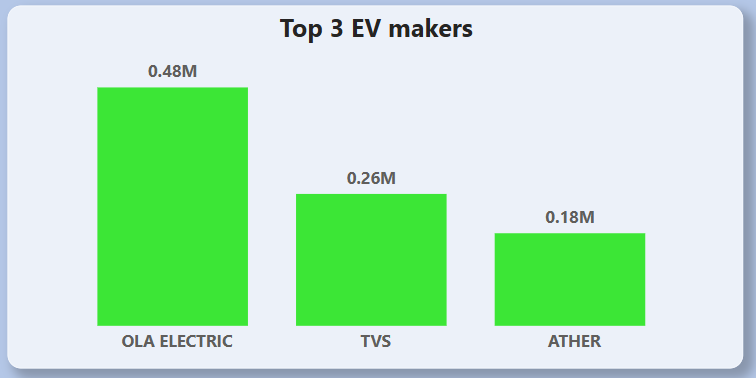 Top 3 EV makers
0.48M
0.26M
0.18M
OLA ELECTRIC
TVS
ATHER